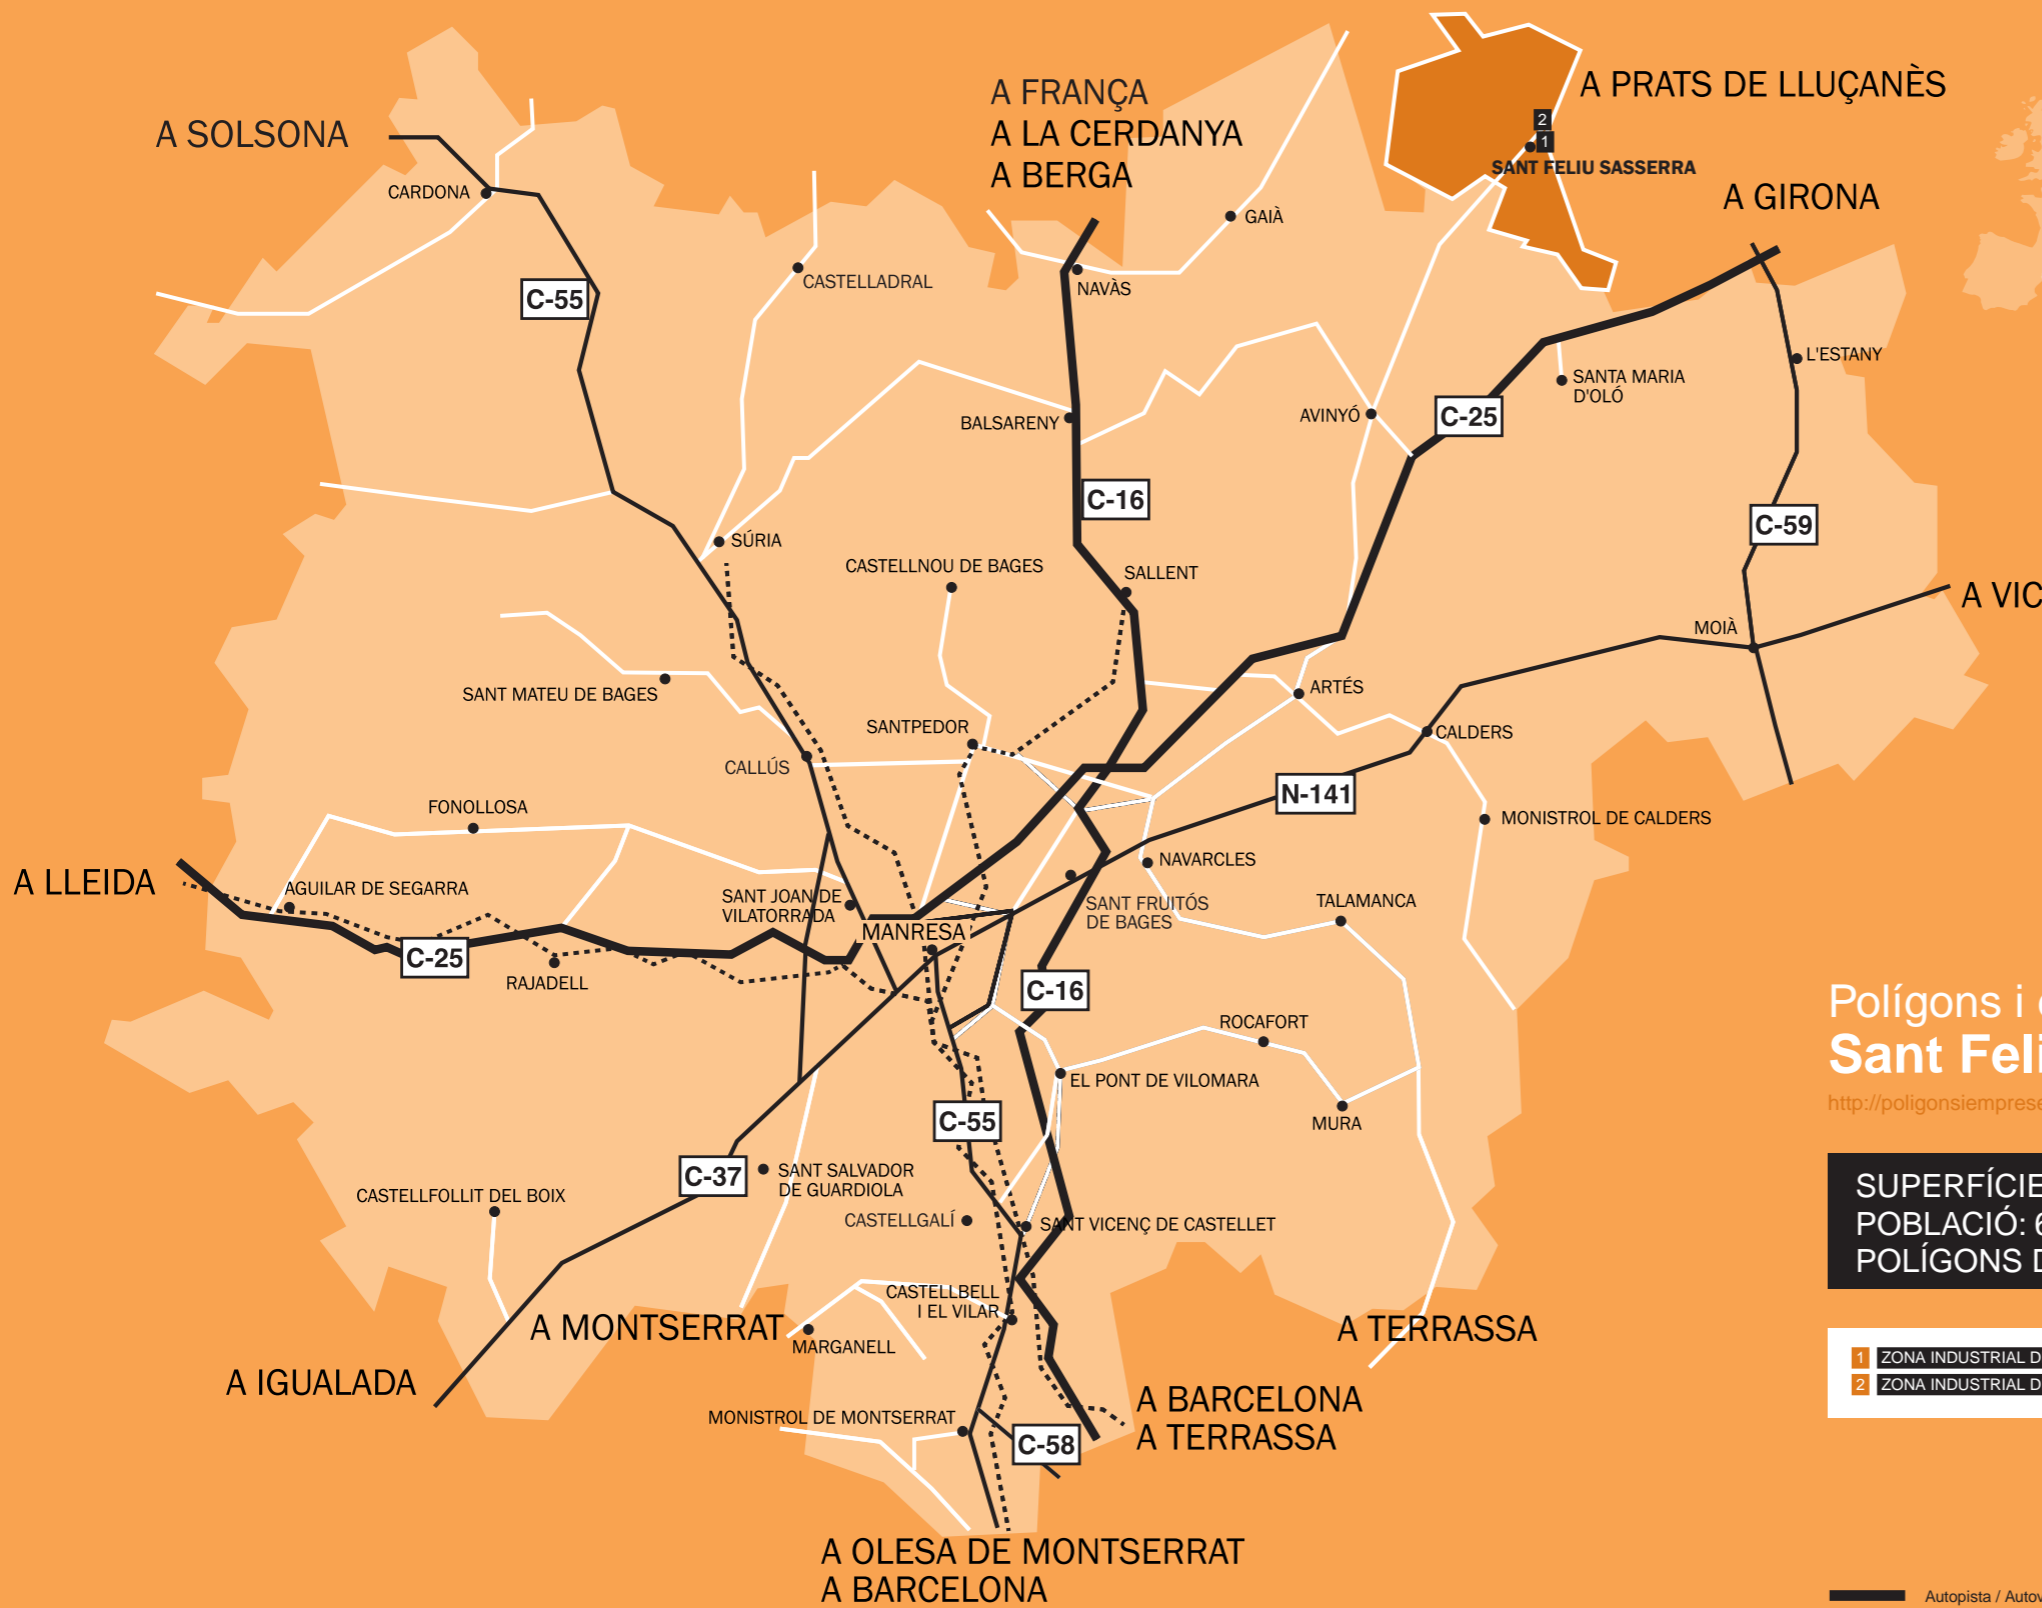 A PRATS DE LLUÇANÈS
A FRANÇA
A LA CERDANYA
A BERGA
A SOLSONA
2
1
SANT FELIU SASSERRA
CARDONA
A GIRONA
GAIÀ
CASTELLADRAL
NAVÀS
C-55
L'ESTANY
SANTA MARIA
D'OLÓ
BALSARENY
AVINYÓ
C-25
C-16
C-59
SÚRIA
CASTELLNOU DE BAGES
SALLENT
A VIC
MOIÀ
SANT MATEU DE BAGES
ARTÉS
SANTPEDOR
CALDERS
CALLÚS
N-141
FONOLLOSA
MONISTROL DE CALDERS
NAVARCLES
A LLEIDA
AGUILAR DE SEGARRA
SANT JOAN DE
VILATORRADA
SANT FRUITÓS
DE BAGES
TALAMANCA
MANRESA
C-25
RAJADELL
C-16
ROCAFORT
EL PONT DE VILOMARA
MURA
C-55
C-37
SANT SALVADOR
DE GUARDIOLA
CASTELLFOLLIT DEL BOIX
CASTELLGALÍ
SANT VICENÇ DE CASTELLET
CASTELLBELL
I EL VILAR
A MONTSERRAT
MARGANELL
A TERRASSA
A IGUALADA
A BARCELONA
A TERRASSA
MONISTROL DE MONTSERRAT
C-58
A OLESA DE MONTSERRAT
A BARCELONA
Polígons i
Sant Feli
http://poligonsiemprese
SUPERFÍCIE
POBLACIÓ: 6
POLÍGONS D
1 ZONA INDUSTRIAL D
2 ZONA INDUSTRIAL D
Autopista / Autov